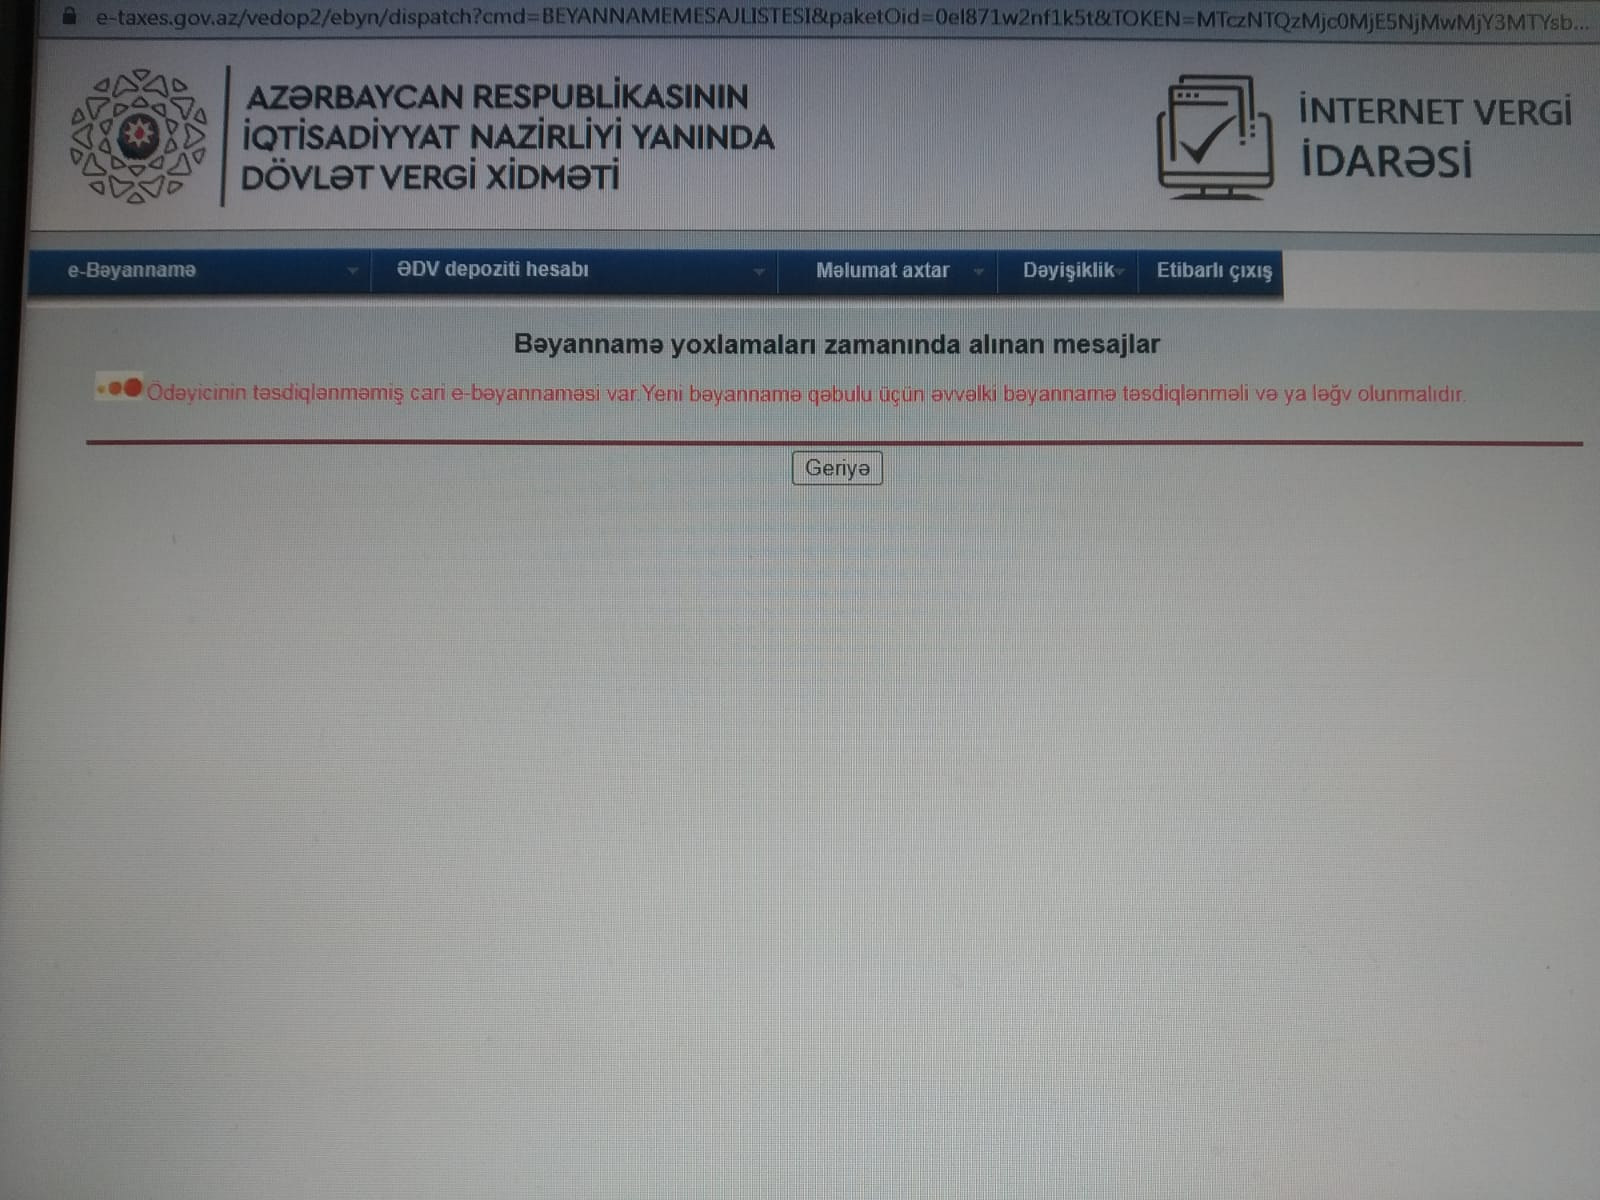 e-taxes.gov.az/vedop2/ebyn/dispatch?cmd=BEYANNAMEMESAJLISTESI&paketOid=0el871w2nf1k5t&TOKEN=MTczNTQzMjc0MjE5NjMwMjY3MTYsb...
AZƏRBAYCAN RESPUBLİKASININ
İQTİSADİYYAT NAZİRLİYİ YANINDA
DÖVLƏT VERGİ XİDMƏTİ
İNTERNET VERGİ
İDARƏSİ
e-Bəyannamə ƏDV depoziti hesabı Məlumat axtar Dəyişiklik Etibarlı çıxış
Bəyannamə yoxlamaları zamanında alınan mesajlar
Ödəyicinin təsdiqlənməmiş cari e-bəyannaməsi var.Yeni bəyannamə qəbulu üçün əvvəlki bəyannamə təsdiqlənməli və ya ləğv olunmalıdır.
Geriyə